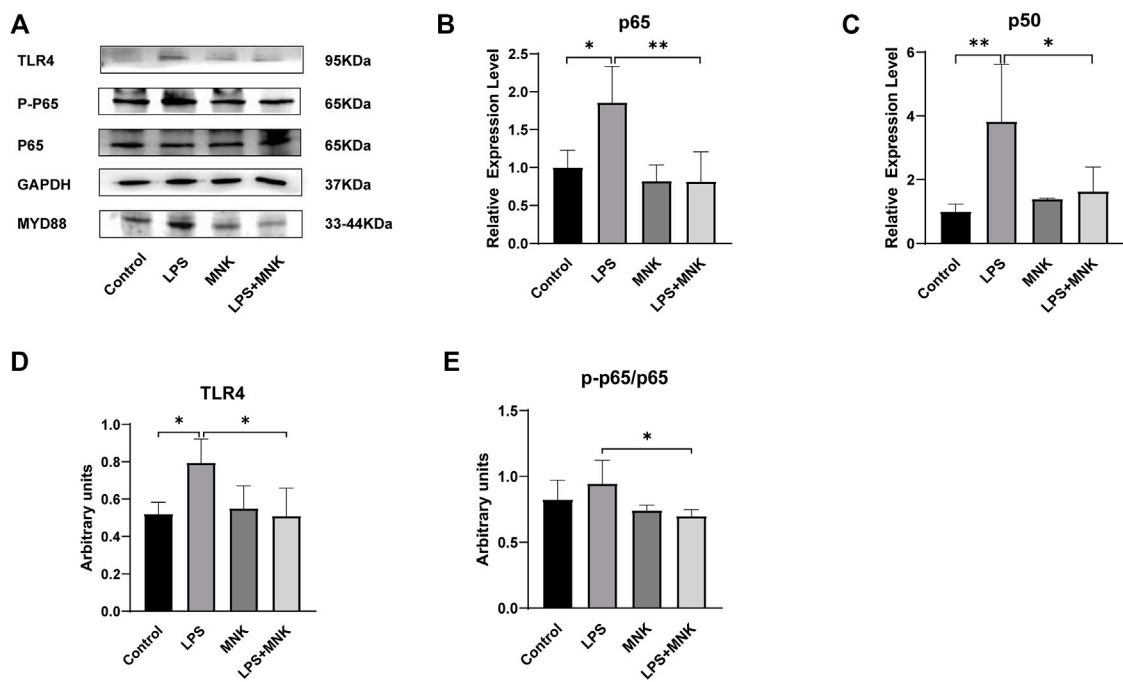 A
TLR4 95KDa
P-P65 65KDa
P65 65KDa
GAPDH 37KDa
MYD88 33-44KDa
Control LPS MNK LPS+MNK
B
p65
* **
Relative Expression Level
2.5
2.0
1.5
1.0
0.5
0.0
Control LPS MNK LPS+MNK
C
p50
** *
Relative Expression Level
6
4
2
0
Control LPS MNK LPS+MNK
D
TLR4
* *
Arbitrary units
1.0
0.8
0.6
0.4
0.2
0.0
Control LPS MNK LPS+MNK
E
p-p65/p65
*
Arbitrary units
1.5
1.0
0.5
0.0
Control LPS MNK LPS+MNK